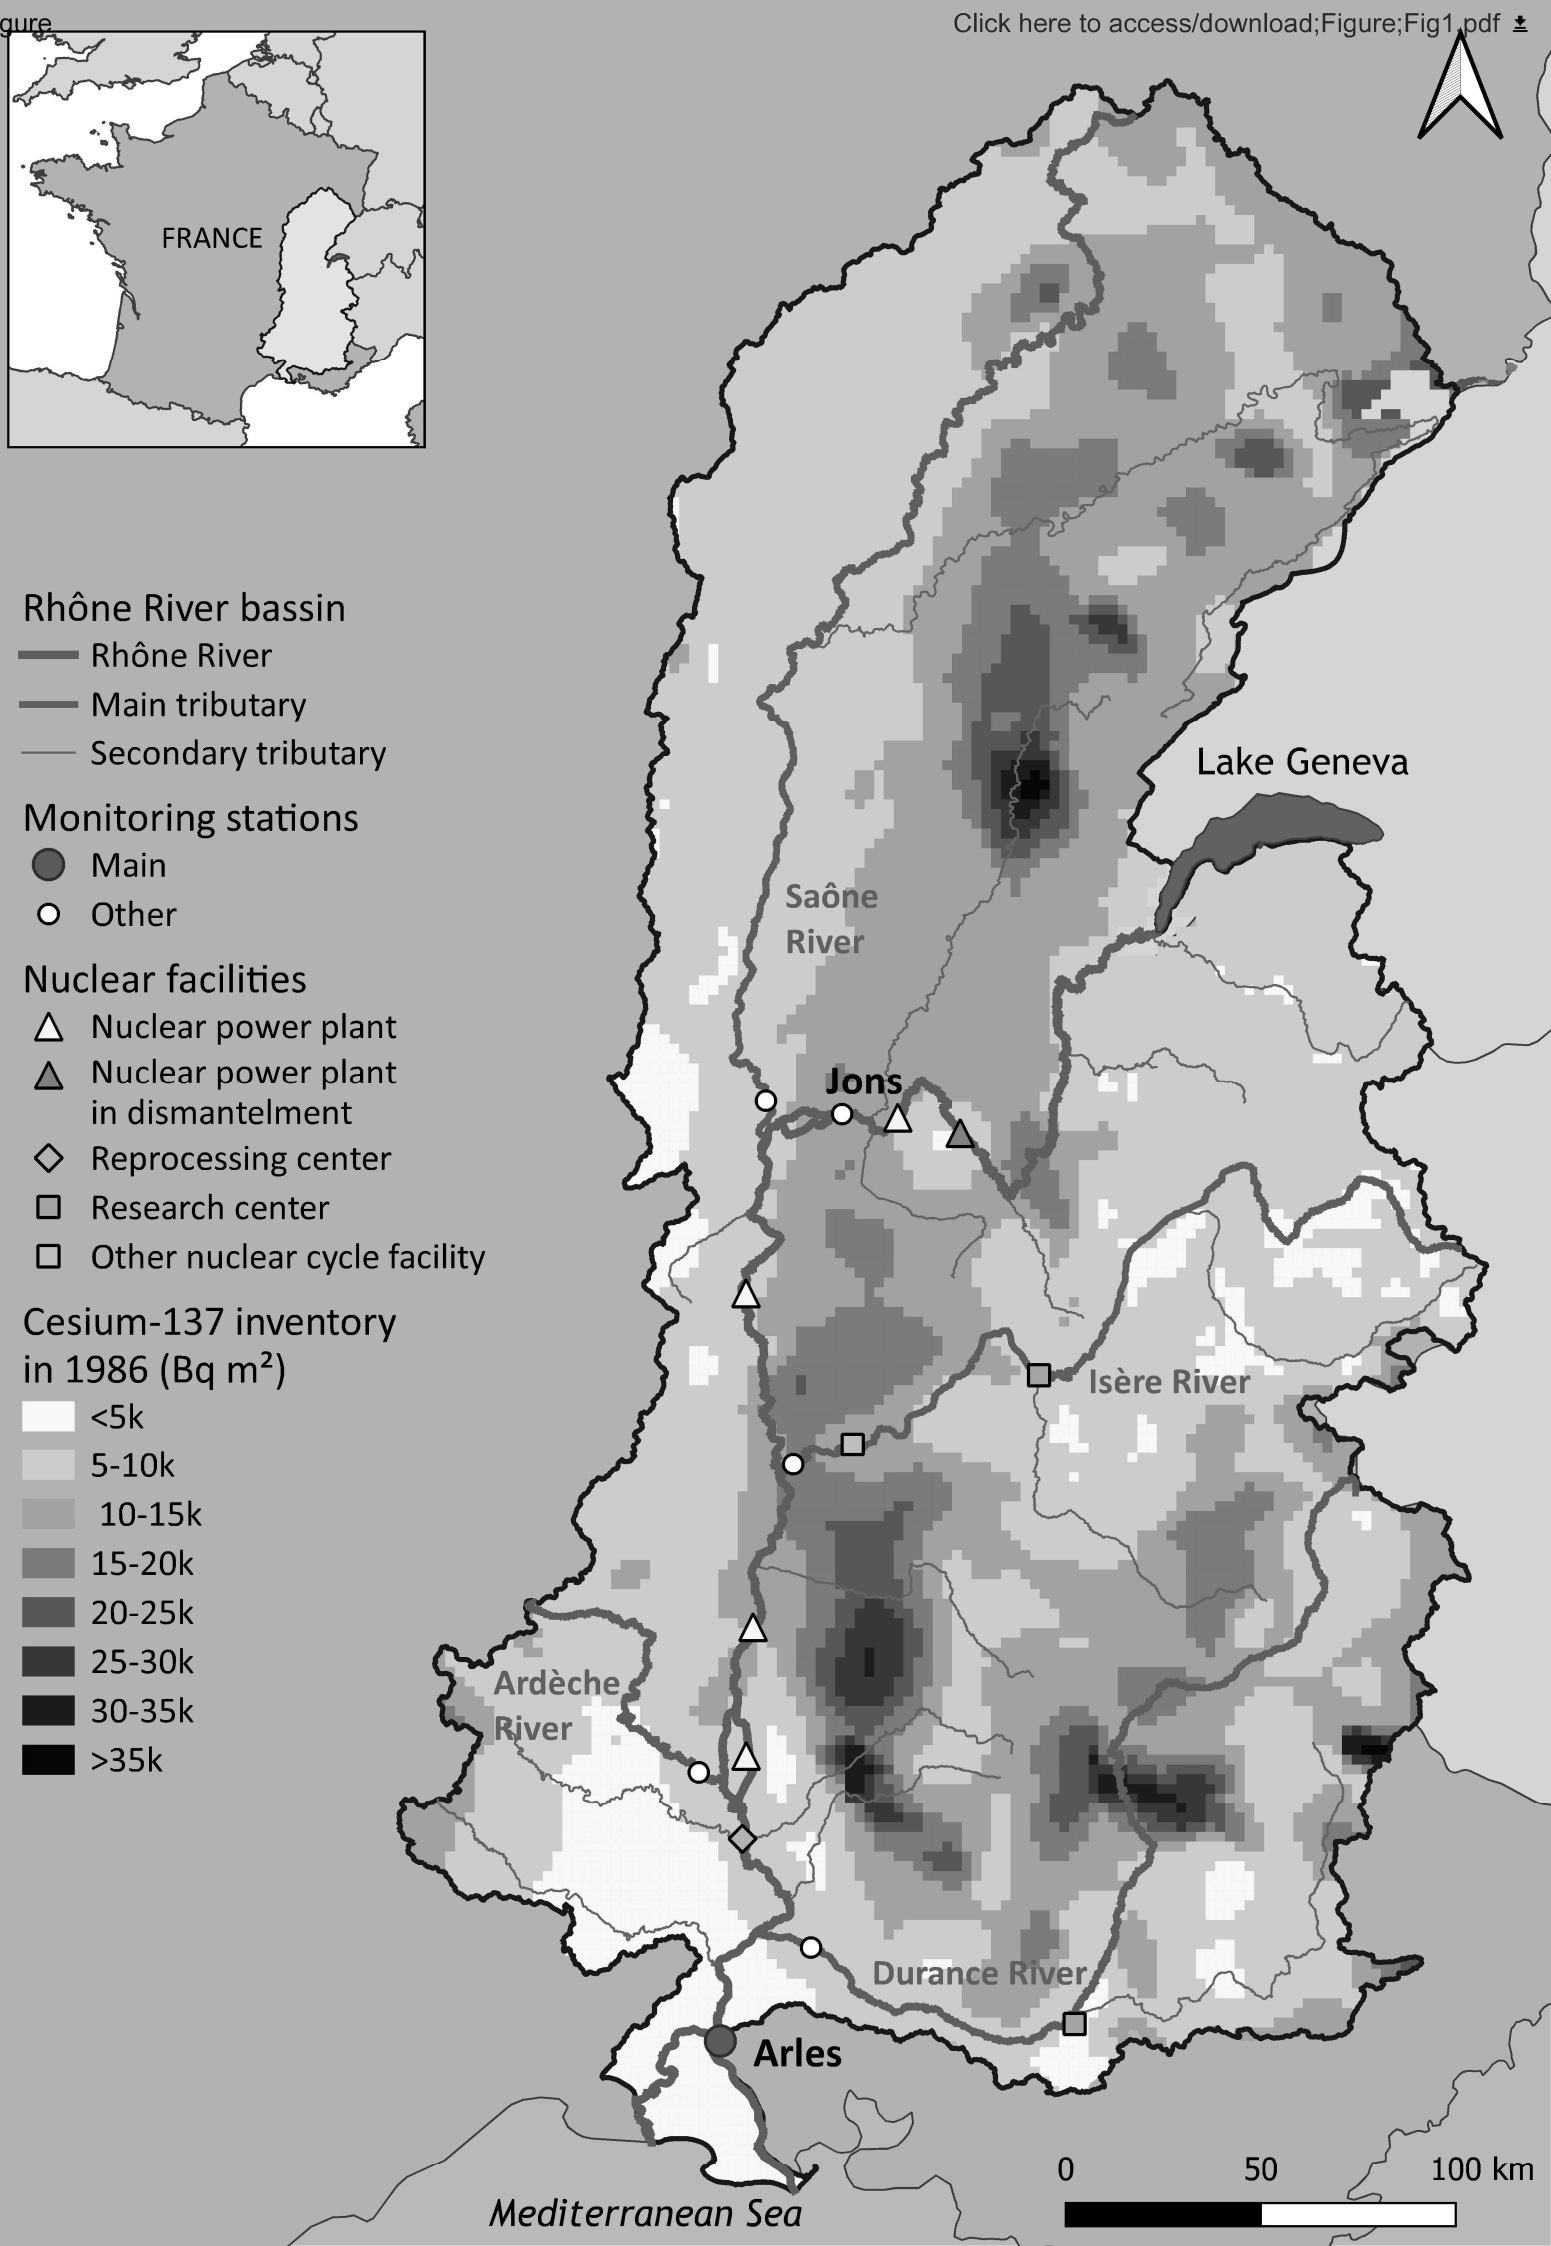 gure
Click here to access/download;Figure;Fig1.pdf
FRANCE
Rhône River bassin
Rhône River
Main tributary
Secondary tributary
Monitoring stations
Main
Other
Nuclear facilities
Nuclear power plant
Nuclear power plant
in dismantelment
Reprocessing center
Research center
Other nuclear cycle facility
Cesium-137 inventory
in 1986 (Bq m²)
<5k
5-10k
10-15k
15-20k
20-25k
25-30k
30-35k
>35k
Lake Geneva
Saône
River
Jons
Isère River
Ardèche
River
Durance River
Arles
Mediterranean Sea
0 50 100 km